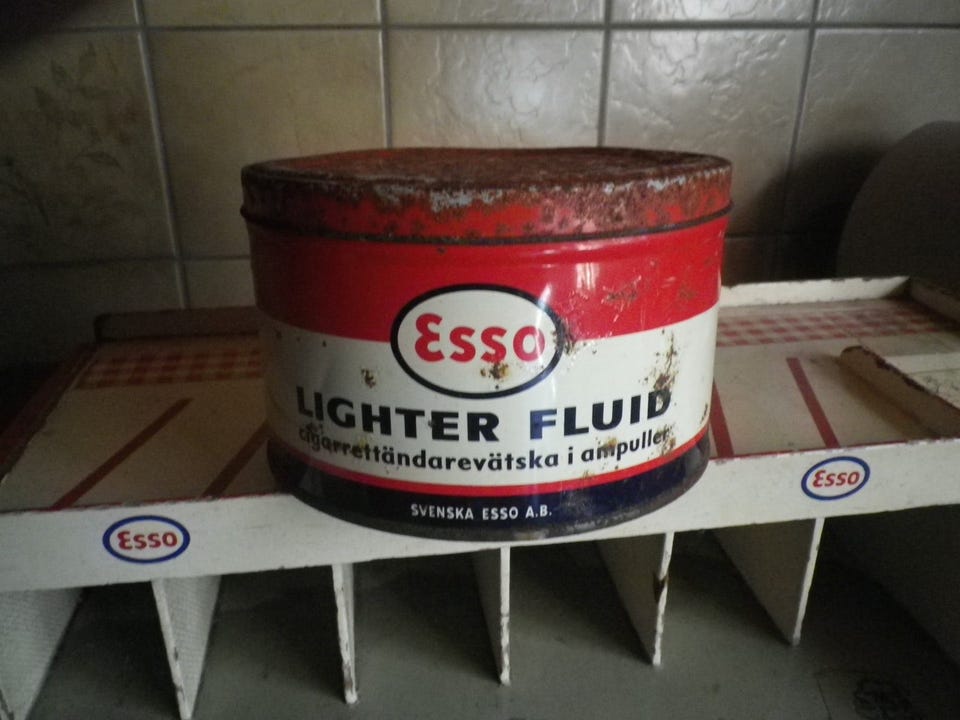 Esso
LIGHTER FLUID
cigarrettändarevätska i ampuller
SVENSKA ESSO A.B.
Esso
Esso